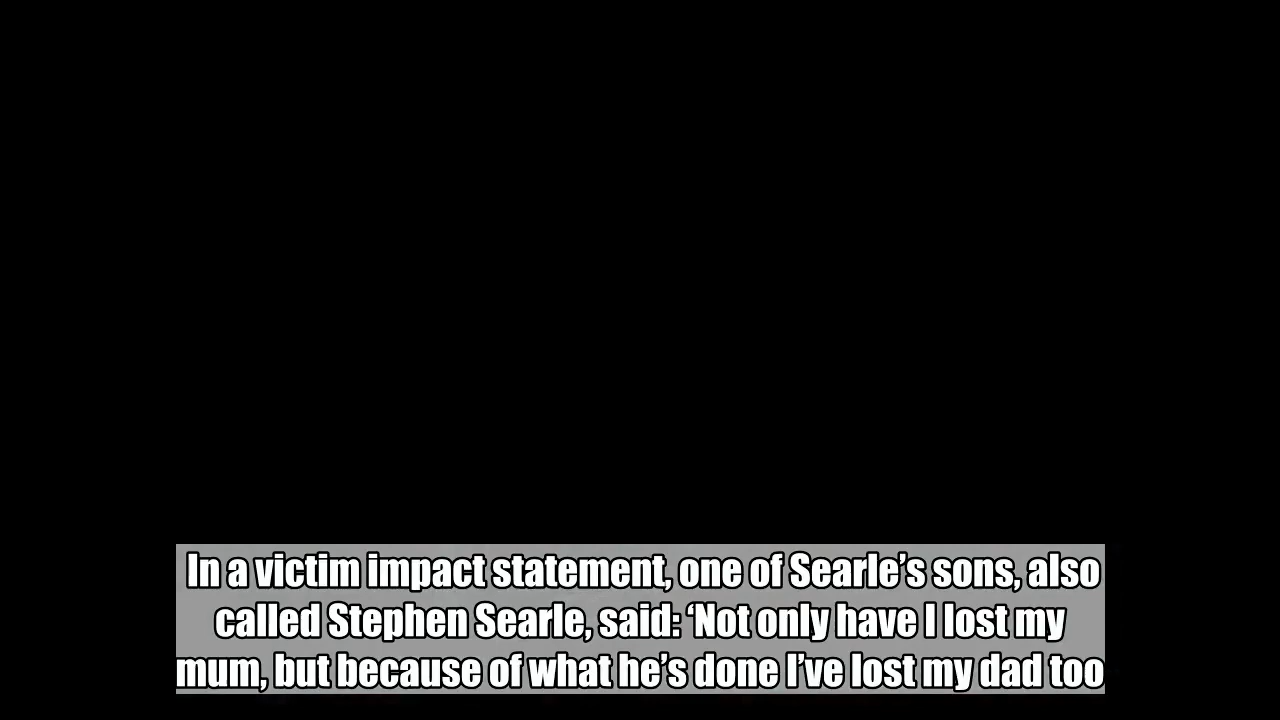 In a victim impact statement, one of Searle’s sons, also
called Stephen Searle, said: ‘Not only have I lost my
mum, but because of what he’s done I’ve lost my dad too